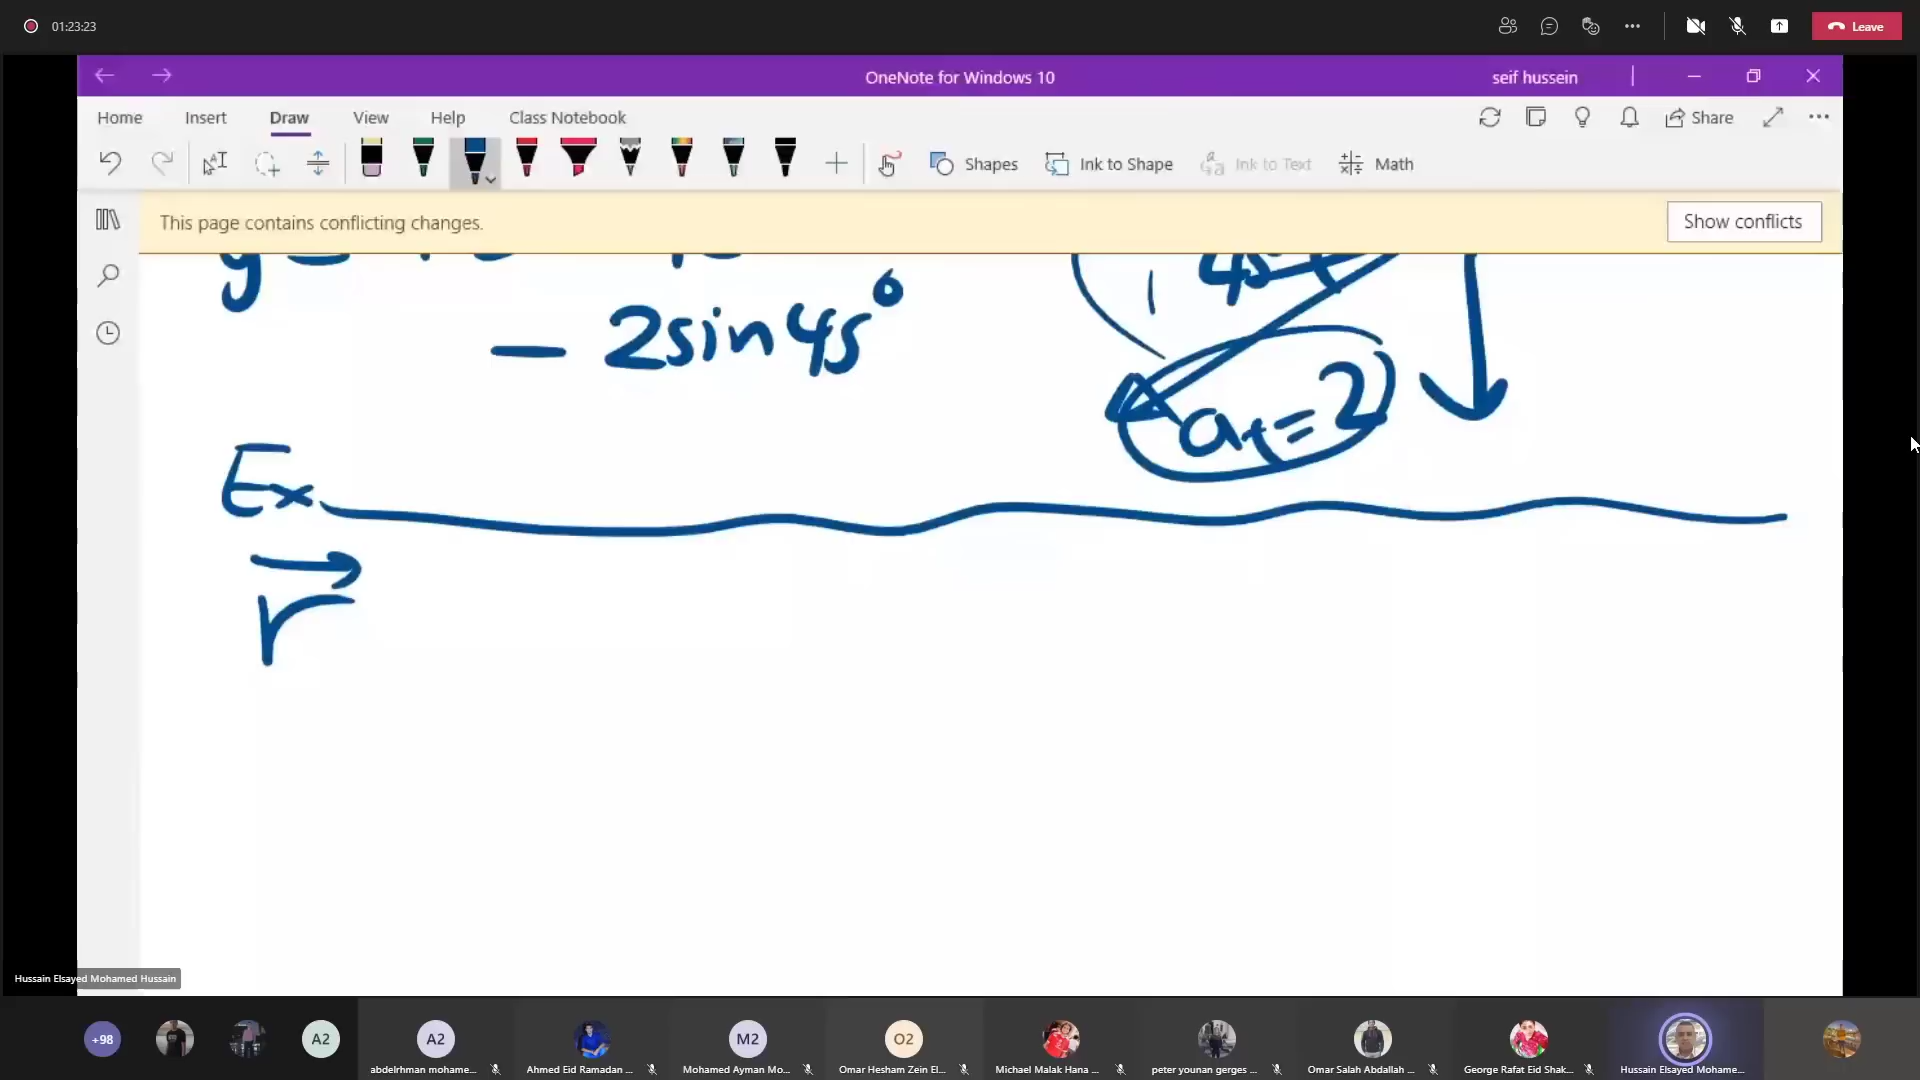 01:23:23
Leave
OneNote for Windows 10
seif hussein
Home Insert Draw View Help Class Notebook
Share
Shapes
Ink to Shape
Ink to Text
Math
This page contains conflicting changes.
Show conflicts
y =
45
- 2sin45°
at=2
Ex
r
Hussain Elsayed Mohamed Hussain
+98
A2
A2
M2
O2
abdelrhman mohame...
Ahmed Eid Ramadan ...
Mohamed Ayman Mo...
Omar Hesham Zein El...
Michael Malak Hana ...
peter younan gerges ...
Omar Salah Abdallah ...
George Rafat Eid Shak...
Hussain Elsayed Mohame...